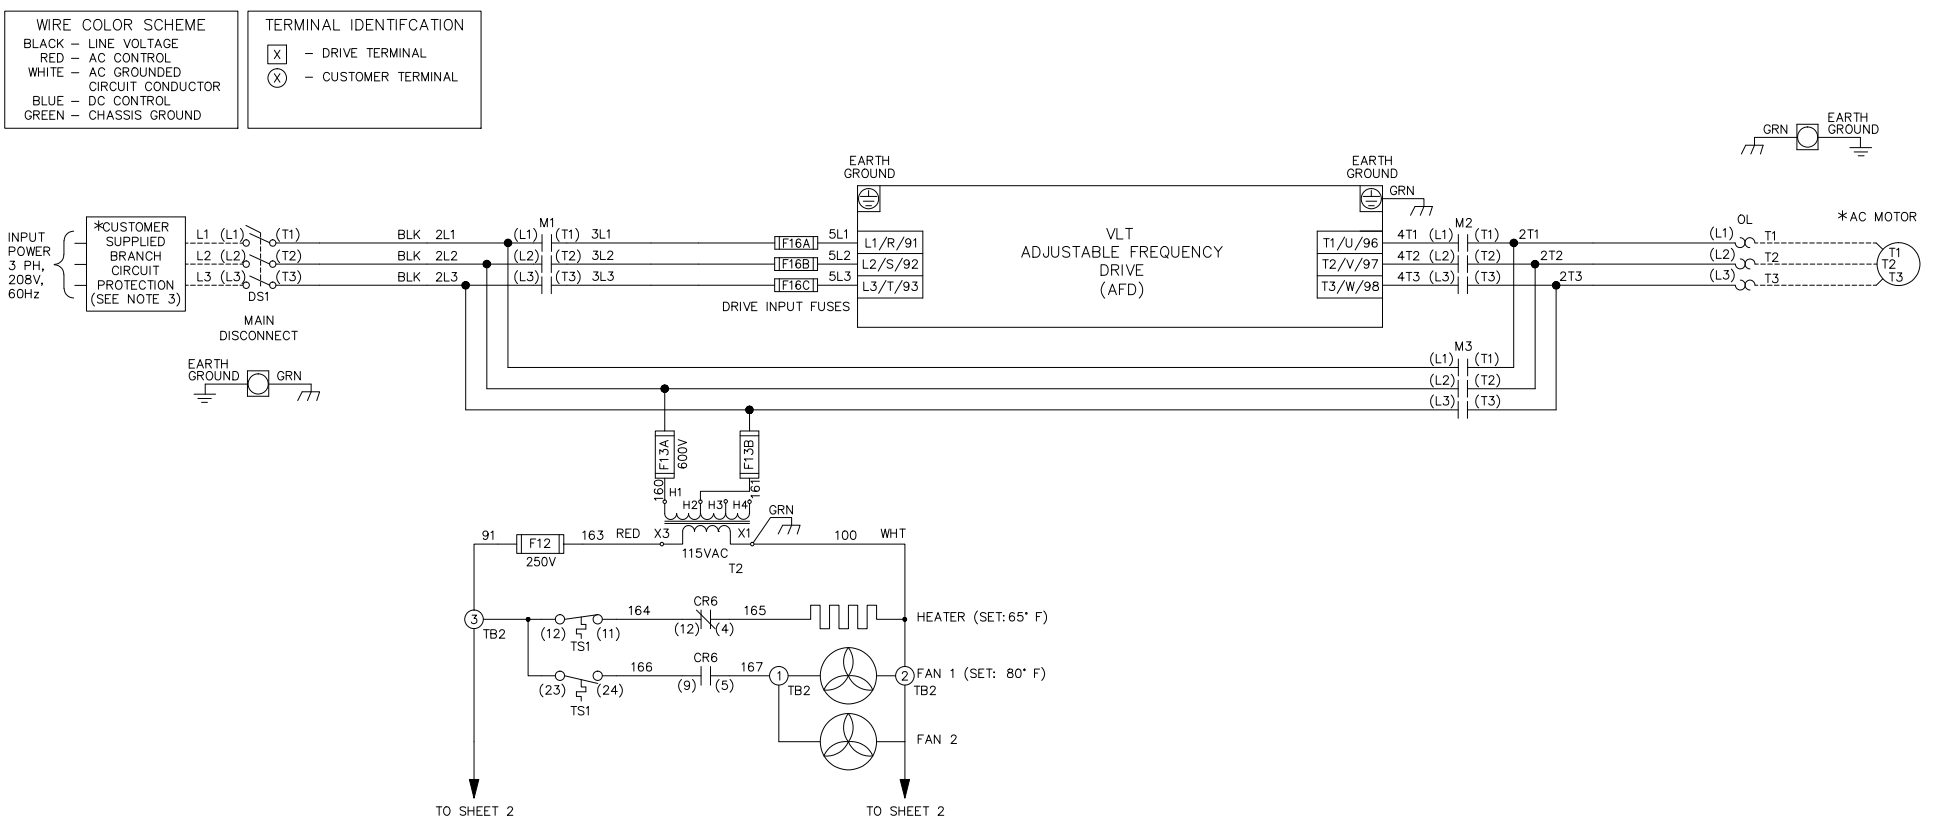 WIRE COLOR SCHEME
BLACK – LINE VOLTAGE
RED – AC CONTROL
WHITE – AC GROUNDED
CIRCUIT CONDUCTOR
BLUE – DC CONTROL
GREEN – CHASSIS GROUND
TERMINAL IDENTIFCATION
X – DRIVE TERMINAL
X – CUSTOMER TERMINAL
GRN
EARTH
GROUND
INPUT
POWER
3 PH,
208V,
60Hz
*CUSTOMER
SUPPLIED
BRANCH
CIRCUIT
PROTECTION
(SEE NOTE 3)
L1 (L1) (T1)
L2 (L2) (T2)
L3 (L3) (T3)
DS1
MAIN
DISCONNECT
EARTH
GROUND
GRN
BLK 2L1
BLK 2L2
BLK 2L3
M1
(L1) (T1) 3L1
(L2) (T2) 3L2
(L3) (T3) 3L3
F16A
F16B
F16C
DRIVE INPUT FUSES
5L1
5L2
5L3
EARTH
GROUND
L1/R/91
L2/S/92
L3/T/93
VLT
ADJUSTABLE FREQUENCY
DRIVE
(AFD)
EARTH
GROUND
GRN
T1/U/96
T2/V/97
T3/W/98
M2
4T1 (L1) (T1) 2T1
4T2 (L2) (T2) 2T2
4T3 (L3) (T3) 2T3
OL
(L1) T1
(L2) T2
(L3) T3
*AC MOTOR
T1
T2
T3
M3
(L1) (T1)
(L2) (T2)
(L3) (T3)
F13A
600V
F13B
160
161
H1
H2
H3
H4
GRN
91
F12
250V
163
RED
X3
X1
115VAC
T2
100
WHT
3
TB2
(12) (11)
TS1
164
CR6
(12) (4)
165
HEATER (SET: 65° F)
(23) (24)
TS1
166
CR6
(9) (5)
167
1
TB2
2
TB2
FAN 1 (SET: 80° F)
FAN 2
TO SHEET 2
TO SHEET 2